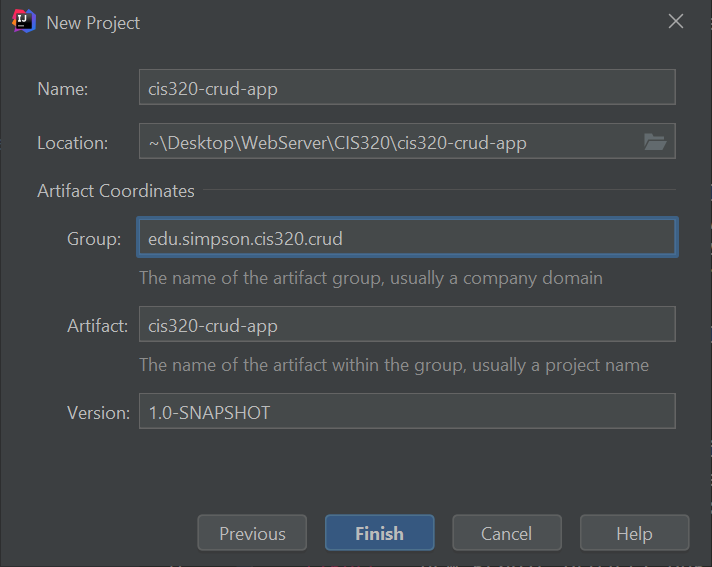 IJ
New Project
Name: cis320-crud-app
Location: ~\Desktop\WebServer\CIS320\cis320-crud-app
Artifact Coordinates
Group: edu.simpson.cis320.crud
The name of the artifact group, usually a company domain
Artifact: cis320-crud-app
The name of the artifact within the group, usually a project name
Version: 1.0-SNAPSHOT
Previous Finish Cancel Help